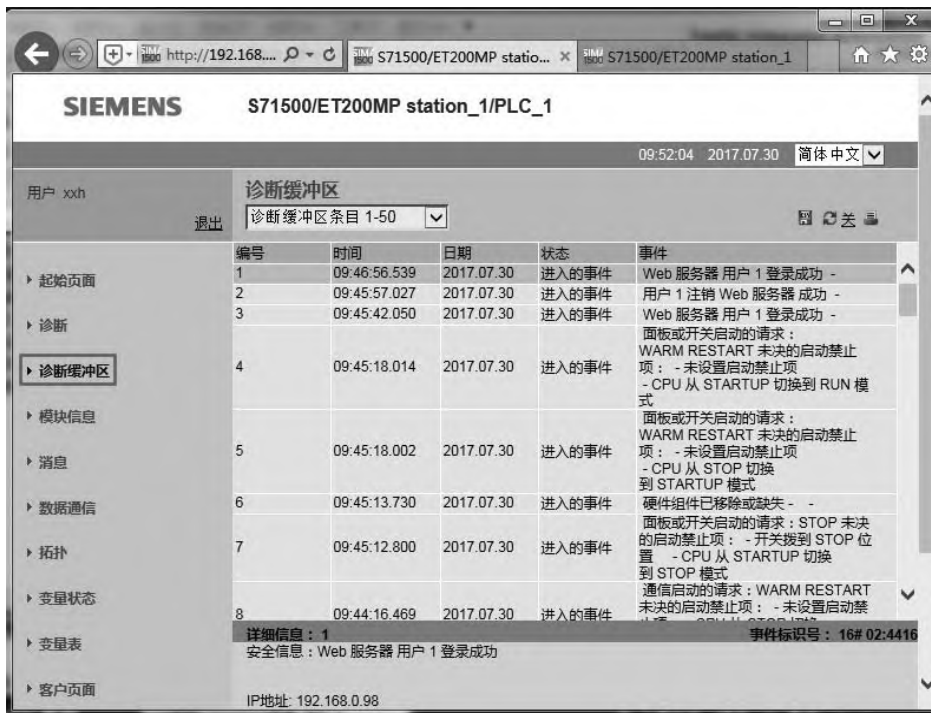 http://192.168....
S71500/ET200MP statio...
S71500/ET200MP station_1
SIEMENS
S71500/ET200MP station_1/PLC_1
09:52:04 2017.07.30 简体中文
用户 xxh
退出
诊断缓冲区
诊断缓冲区条目 1-50
关
起始页面
诊断
诊断缓冲区
模块信息
消息
数据通信
拓扑
变量状态
变量表
客户页面
编号 时间 日期 状态 事件
1 09:46:56.539 2017.07.30 进入的事件 Web 服务器 用户 1 登录成功 -
2 09:45:57.027 2017.07.30 进入的事件 用户 1 注销 Web 服务器 成功 -
3 09:45:42.050 2017.07.30 进入的事件 Web 服务器 用户 1 登录成功 -
4 09:45:18.014 2017.07.30 进入的事件 面板或开关启动的请求：
WARM RESTART 未决的启动禁止
项： - 未设置启动禁止项
- CPU 从 STARTUP 切换到 RUN 模
式
5 09:45:18.002 2017.07.30 进入的事件 面板或开关启动的请求：
WARM RESTART 未决的启动禁止
项： - 未设置启动禁止项
- CPU 从 STOP 切换
到 STARTUP 模式
6 09:45:13.730 2017.07.30 进入的事件 硬件组件已移除或缺失 - -
7 09:45:12.800 2017.07.30 进入的事件 面板或开关启动的请求：STOP 未决
的启动禁止项： - 开关拨到 STOP 位
置 - CPU 从 STARTUP 切换
到 STOP 模式
8 09:44:16.469 2017.07.30 进入的事件 通信启动的请求：WARM RESTART
未决的启动禁止项： - 未设置启动禁
详细信息：1 事件标识号： 16# 02:4416
安全信息：Web 服务器 用户 1 登录成功
IP地址: 192.168.0.98